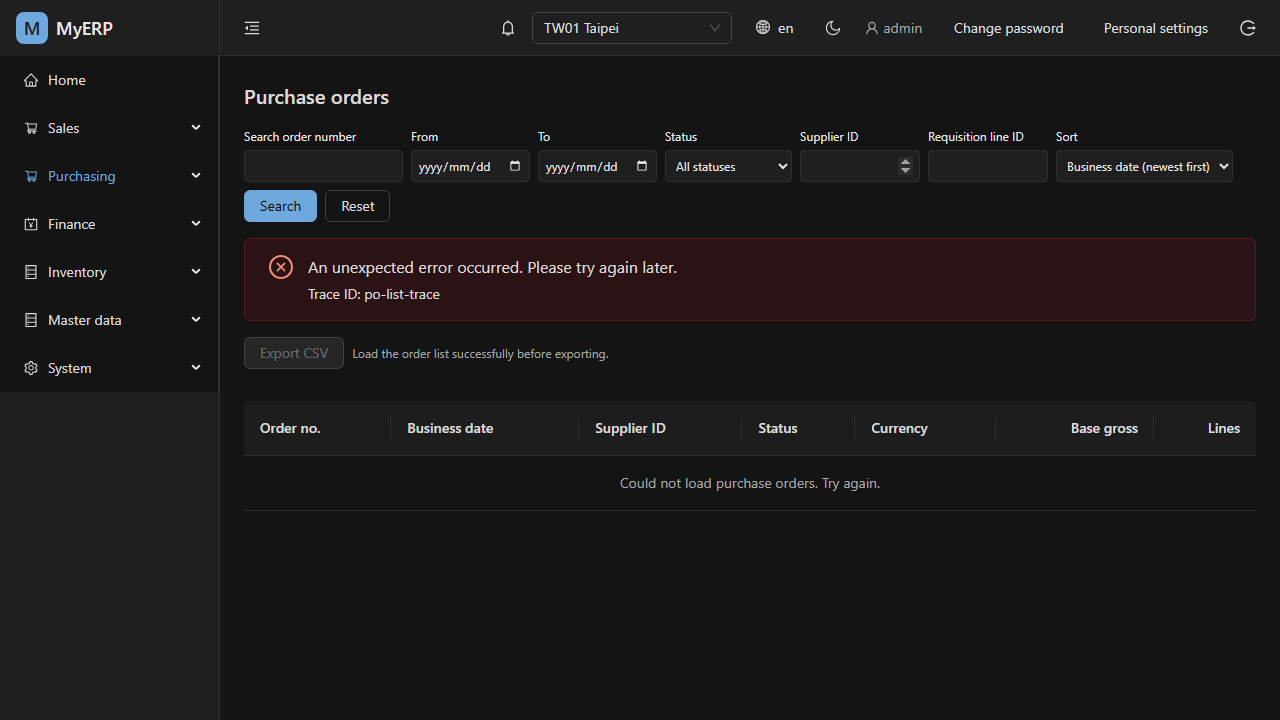 M MyERP
TW01 Taipei
en
admin
Change password
Personal settings
Home
Sales
Purchasing
Finance
Inventory
Master data
System
Purchase orders
Search order number
From
To
Status
Supplier ID
Requisition line ID
Sort
yyyy/mm/dd
yyyy/mm/dd
All statuses
Business date (newest first)
Search
Reset
An unexpected error occurred. Please try again later.
Trace ID: po-list-trace
Export CSV
Load the order list successfully before exporting.
Order no.
Business date
Supplier ID
Status
Currency
Base gross
Lines
Could not load purchase orders. Try again.